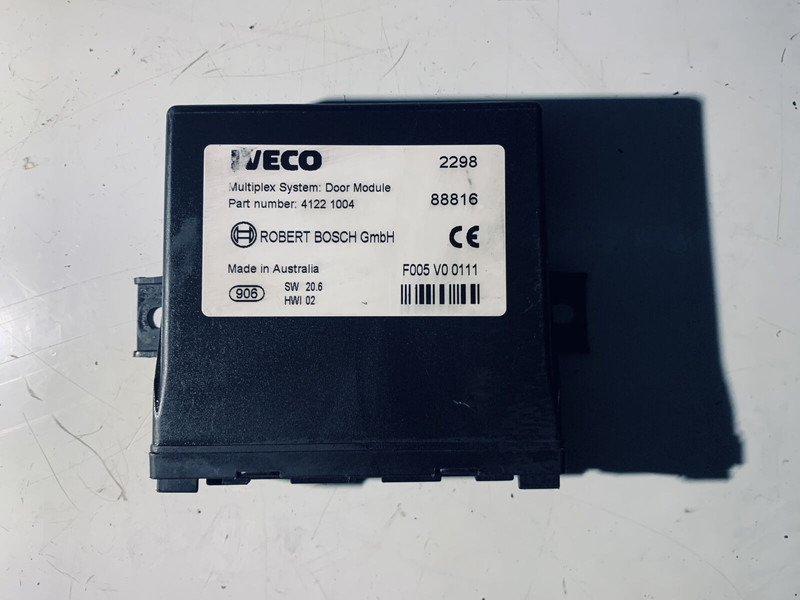 IVECO 2298
Multiplex System: Door Module
Part number: 4122 1004 88816
ROBERT BOSCH GmbH CE
Made in Australia F005 V0 0111
906 SW 20.6
HWI 02